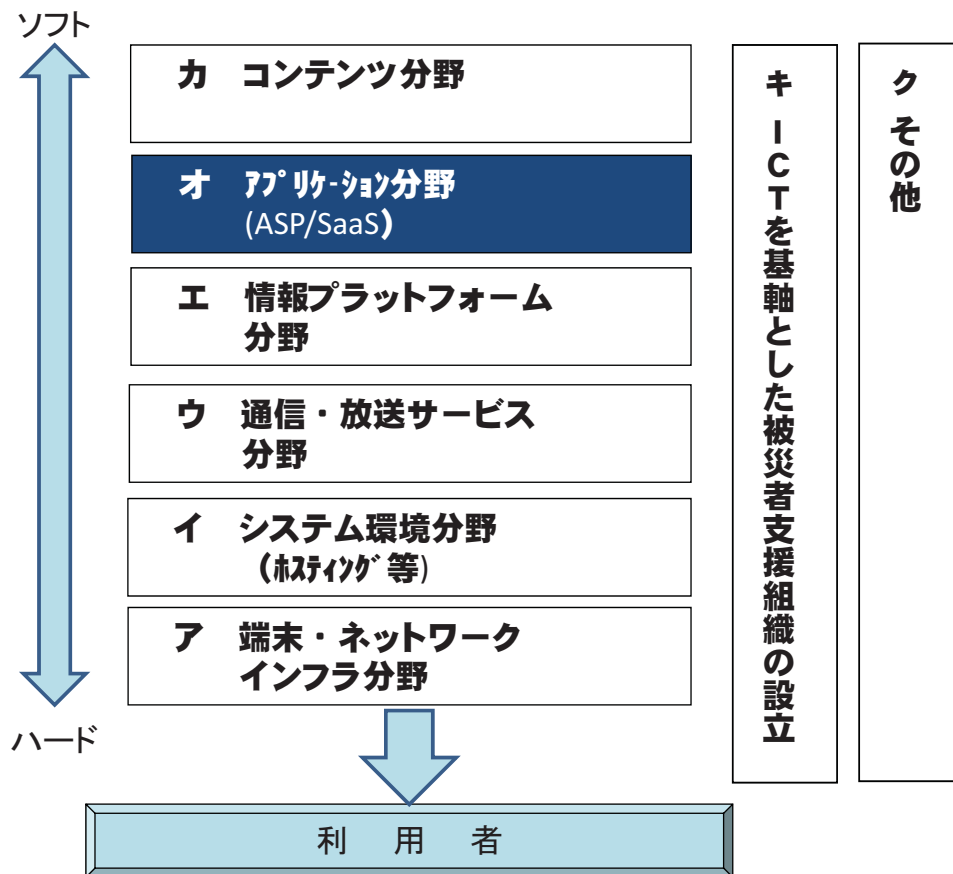 ソフト
カ コンテンツ分野
オ ｱﾌﾟﾘｹｰｼｮﾝ分野
(ASP/SaaS)
エ 情報プラットフォーム
分野
ウ 通信・放送サービス
分野
イ システム環境分野
(ﾎｽﾃｨﾝｸﾞ等)
ア 端末・ネットワーク
インフラ分野
ハード
利 用 者
キ ICTを基軸とした被災者支援組織の設立
ク その他